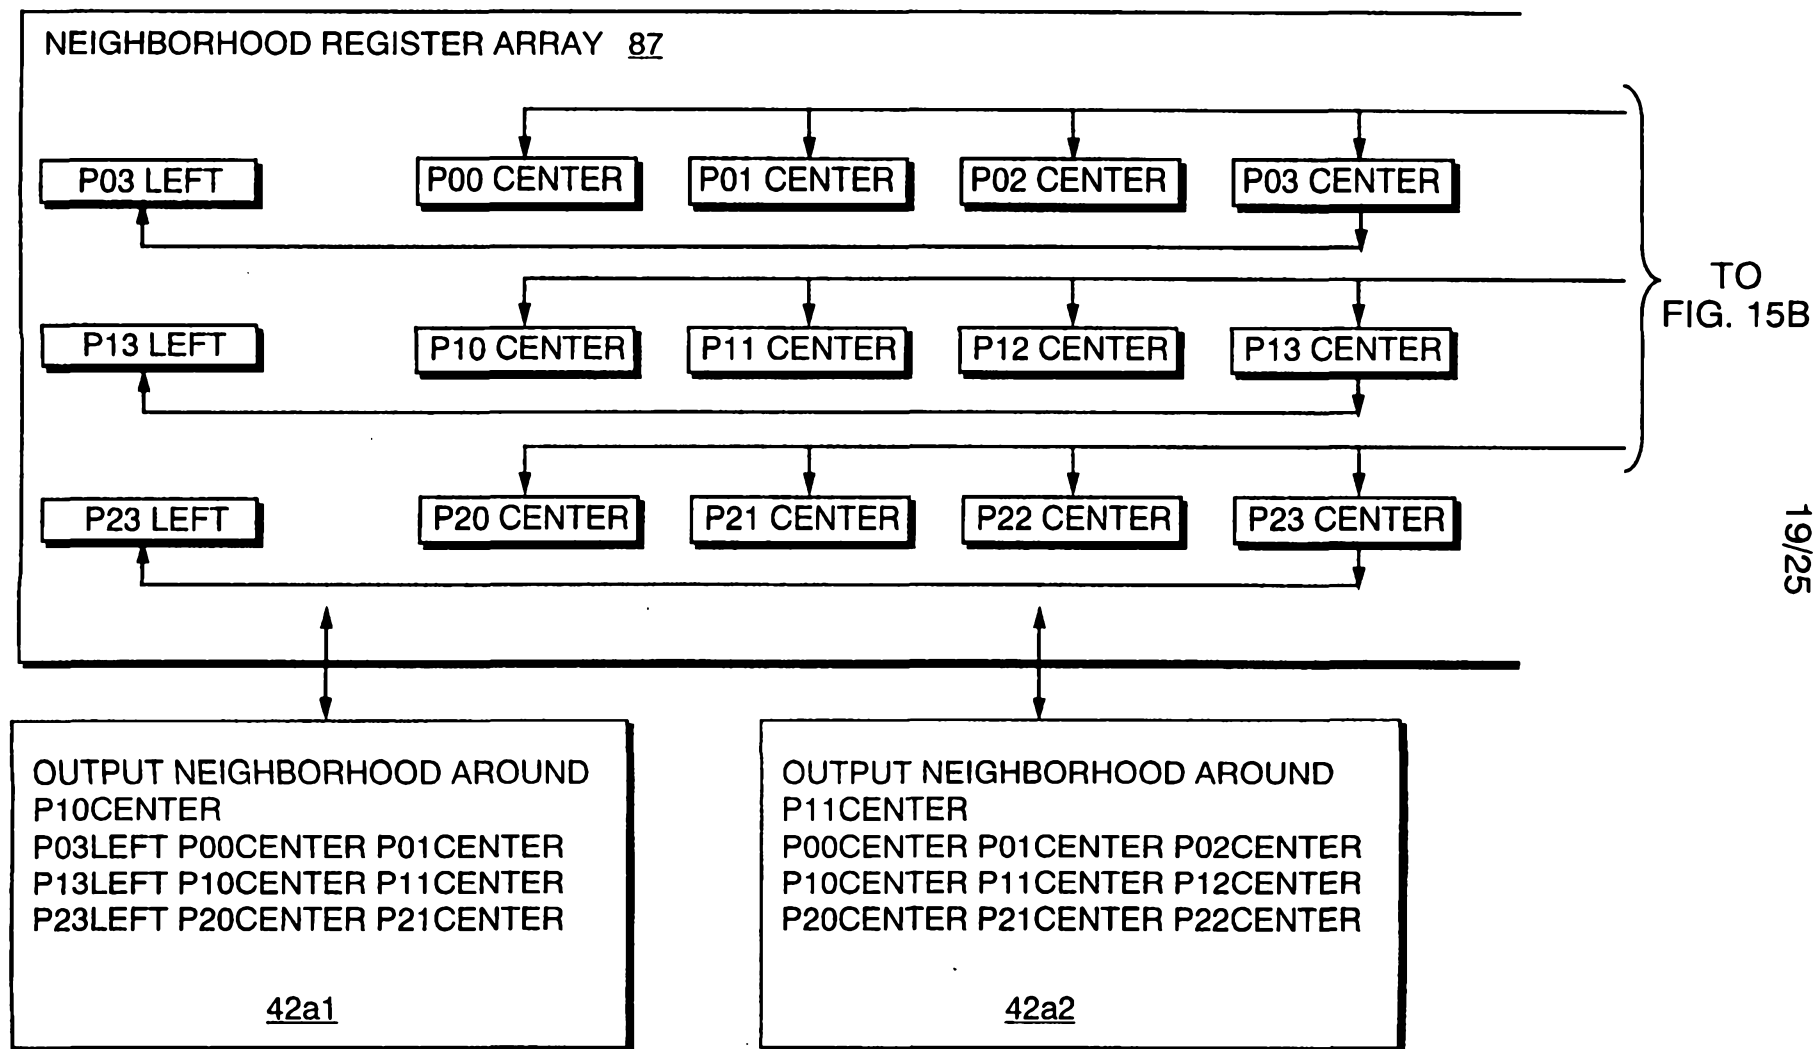 NEIGHBORHOOD REGISTER ARRAY 87
P03 LEFT P00 CENTER P01 CENTER P02 CENTER P03 CENTER
P13 LEFT P10 CENTER P11 CENTER P12 CENTER P13 CENTER
P23 LEFT P20 CENTER P21 CENTER P22 CENTER P23 CENTER
TO
FIG. 15B
19/25
OUTPUT NEIGHBORHOOD AROUND
P10CENTER
P03LEFT P00CENTER P01CENTER
P13LEFT P10CENTER P11CENTER
P23LEFT P20CENTER P21CENTER
42a1
OUTPUT NEIGHBORHOOD AROUND
P11CENTER
P00CENTER P01CENTER P02CENTER
P10CENTER P11CENTER P12CENTER
P20CENTER P21CENTER P22CENTER
42a2